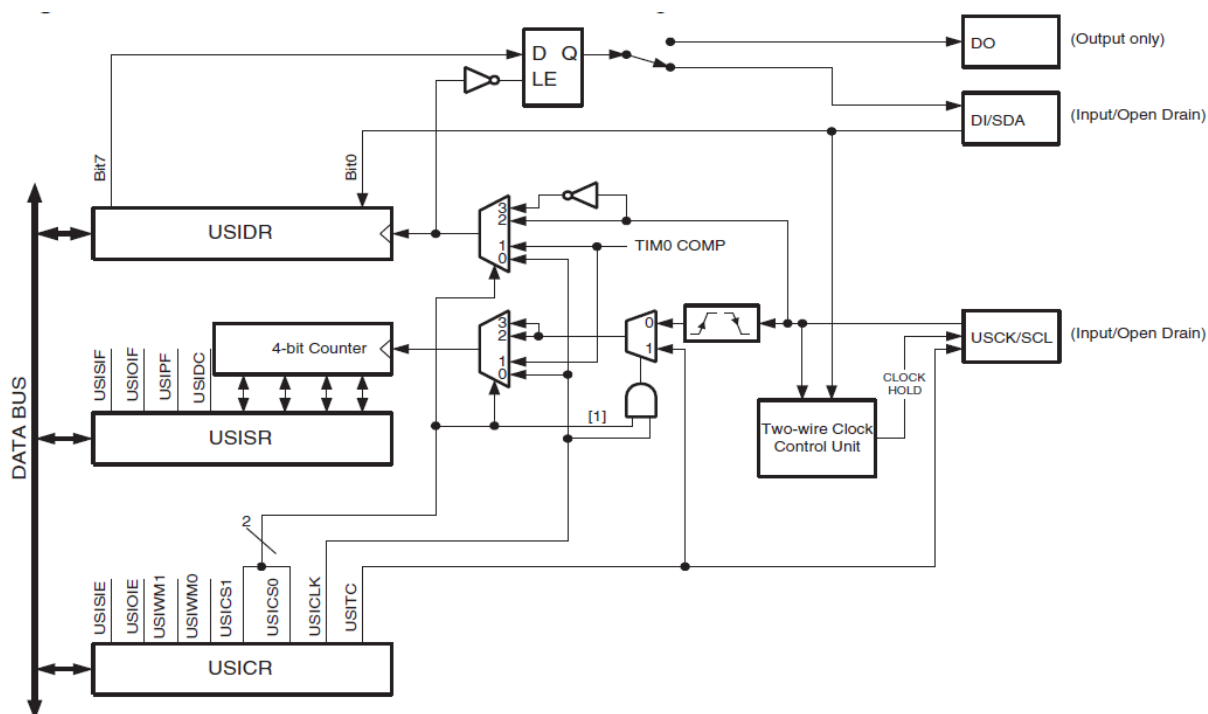 D Q
LE
DO
(Output only)
DI/SDA
(Input/Open Drain)
Bit7
Bit0
USIDR
3
2
1
0
TIM0 COMP
4-bit Counter
3
2
1
0
0
1
USCK/SCL
(Input/Open Drain)
CLOCK
HOLD
USISIF
USIOIF
USIPF
USIDC
[1]
Two-wire Clock
Control Unit
DATA BUS
USISR
2
USISIE
USIOIE
USIWM1
USIWM0
USICS1
USICS0
USICLK
USITC
USICR